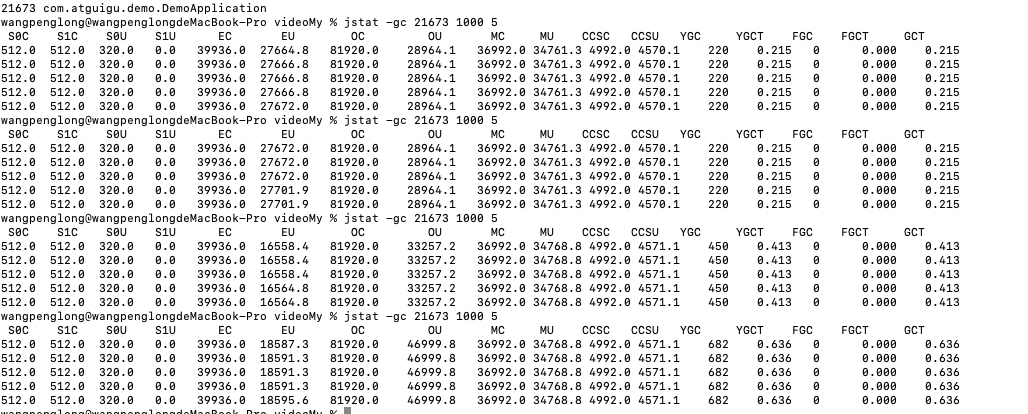 21673 com.atguigu.demo.DemoApplication
wangpenglong@wangpenglongdeMacBook-Pro videoMy % jstat -gc 21673 1000 5
S0C S1C S0U S1U EC EU OC OU MC MU CCSC CCSU YGC YGCT FGC FGCT GCT
512.0 512.0 320.0 0.0 39936.0 27664.8 81920.0 28964.1 36992.0 34761.3 4992.0 4570.1 220 0.215 0 0.000 0.215
512.0 512.0 320.0 0.0 39936.0 27666.8 81920.0 28964.1 36992.0 34761.3 4992.0 4570.1 220 0.215 0 0.000 0.215
512.0 512.0 320.0 0.0 39936.0 27666.8 81920.0 28964.1 36992.0 34761.3 4992.0 4570.1 220 0.215 0 0.000 0.215
512.0 512.0 320.0 0.0 39936.0 27666.8 81920.0 28964.1 36992.0 34761.3 4992.0 4570.1 220 0.215 0 0.000 0.215
512.0 512.0 320.0 0.0 39936.0 27672.0 81920.0 28964.1 36992.0 34761.3 4992.0 4570.1 220 0.215 0 0.000 0.215
wangpenglong@wangpenglongdeMacBook-Pro videoMy % jstat -gc 21673 1000 5
S0C S1C S0U S1U EC EU OC OU MC MU CCSC CCSU YGC YGCT FGC FGCT GCT
512.0 512.0 320.0 0.0 39936.0 27672.0 81920.0 28964.1 36992.0 34761.3 4992.0 4570.1 220 0.215 0 0.000 0.215
512.0 512.0 320.0 0.0 39936.0 27672.0 81920.0 28964.1 36992.0 34761.3 4992.0 4570.1 220 0.215 0 0.000 0.215
512.0 512.0 320.0 0.0 39936.0 27672.0 81920.0 28964.1 36992.0 34761.3 4992.0 4570.1 220 0.215 0 0.000 0.215
512.0 512.0 320.0 0.0 39936.0 27701.9 81920.0 28964.1 36992.0 34761.3 4992.0 4570.1 220 0.215 0 0.000 0.215
512.0 512.0 320.0 0.0 39936.0 27701.9 81920.0 28964.1 36992.0 34761.3 4992.0 4570.1 220 0.215 0 0.000 0.215
wangpenglong@wangpenglongdeMacBook-Pro videoMy % jstat -gc 21673 1000 5
S0C S1C S0U S1U EC EU OC OU MC MU CCSC CCSU YGC YGCT FGC FGCT GCT
512.0 512.0 320.0 0.0 39936.0 16558.4 81920.0 33257.2 36992.0 34768.8 4992.0 4571.1 450 0.413 0 0.000 0.413
512.0 512.0 320.0 0.0 39936.0 16558.4 81920.0 33257.2 36992.0 34768.8 4992.0 4571.1 450 0.413 0 0.000 0.413
512.0 512.0 320.0 0.0 39936.0 16558.4 81920.0 33257.2 36992.0 34768.8 4992.0 4571.1 450 0.413 0 0.000 0.413
512.0 512.0 320.0 0.0 39936.0 16564.8 81920.0 33257.2 36992.0 34768.8 4992.0 4571.1 450 0.413 0 0.000 0.413
512.0 512.0 320.0 0.0 39936.0 16564.8 81920.0 33257.2 36992.0 34768.8 4992.0 4571.1 450 0.413 0 0.000 0.413
wangpenglong@wangpenglongdeMacBook-Pro videoMy % jstat -gc 21673 1000 5
S0C S1C S0U S1U EC EU OC OU MC MU CCSC CCSU YGC YGCT FGC FGCT GCT
512.0 512.0 320.0 0.0 39936.0 18587.3 81920.0 46999.8 36992.0 34768.8 4992.0 4571.1 682 0.636 0 0.000 0.636
512.0 512.0 320.0 0.0 39936.0 18591.3 81920.0 46999.8 36992.0 34768.8 4992.0 4571.1 682 0.636 0 0.000 0.636
512.0 512.0 320.0 0.0 39936.0 18591.3 81920.0 46999.8 36992.0 34768.8 4992.0 4571.1 682 0.636 0 0.000 0.636
512.0 512.0 320.0 0.0 39936.0 18591.3 81920.0 46999.8 36992.0 34768.8 4992.0 4571.1 682 0.636 0 0.000 0.636
512.0 512.0 320.0 0.0 39936.0 18595.6 81920.0 46999.8 36992.0 34768.8 4992.0 4571.1 682 0.636 0 0.000 0.636
wangpenglong@wangpenglongdeMacBook-Pro videoMy %